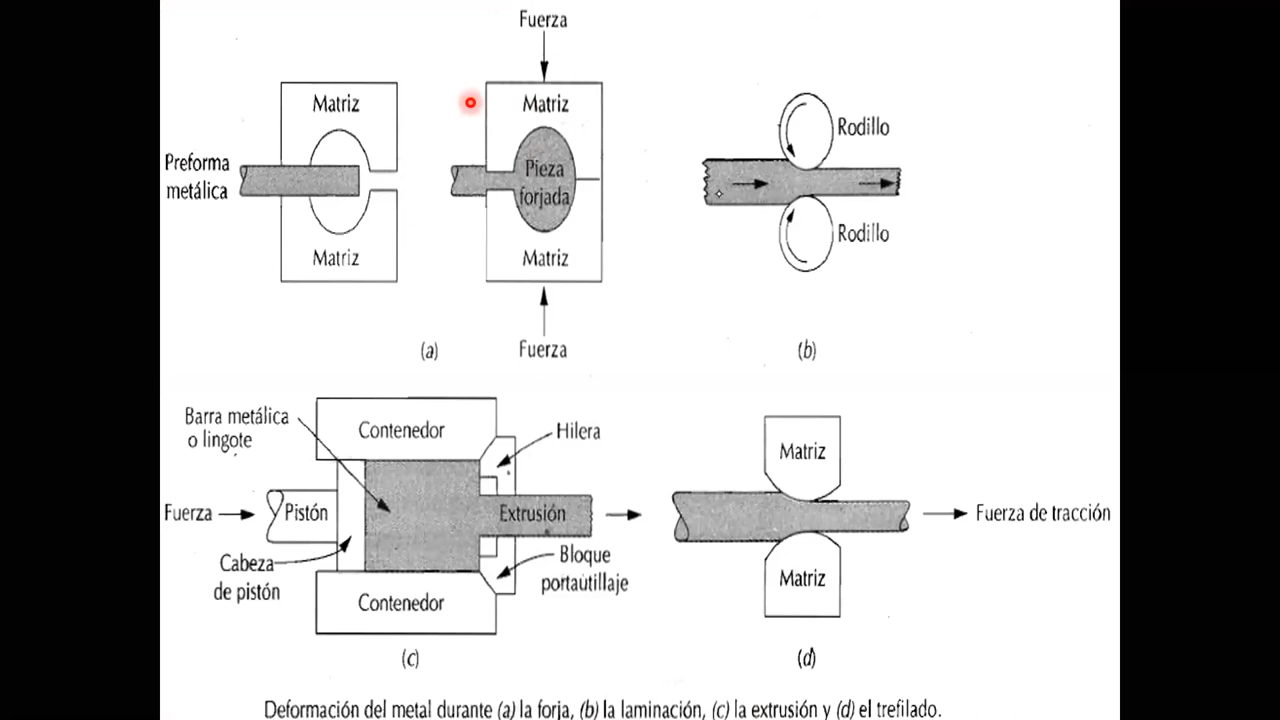 Fuerza
Matriz
Matriz
Preforma
metálica
Pieza
forjada
Matriz
Matriz
Fuerza
(a)
Rodillo
Rodillo
(b)
Barra metálica
o lingote
Contenedor
Hilera
Fuerza
Pistón
Extrusión
Cabeza
de pistón
Bloque
portautillaje
Contenedor
(c)
Matriz
Fuerza de tracción
Matriz
(d)
Deformación del metal durante (a) la forja, (b) la laminación, (c) la extrusión y (d) el trefilado.